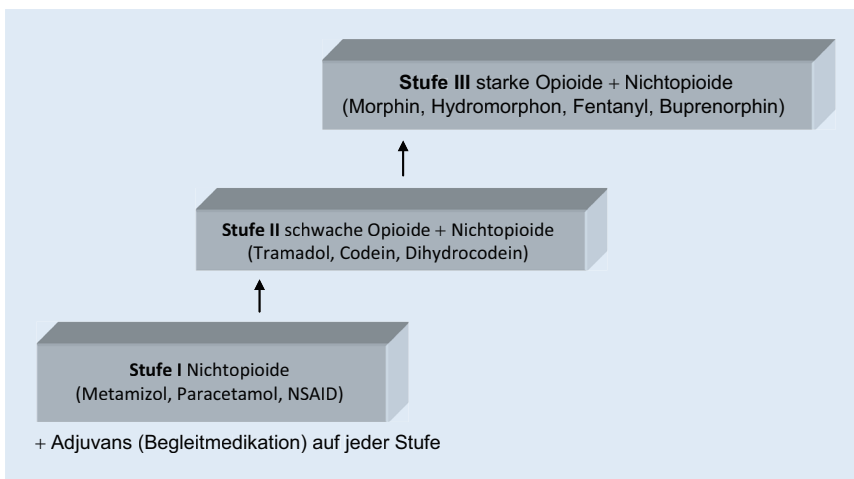 Stufe III starke Opioide + Nichtopioide
(Morphin, Hydromorphon, Fentanyl, Buprenorphin)
Stufe II schwache Opioide + Nichtopioide
(Tramadol, Codein, Dihydrocodein)
Stufe I Nichtopioide
(Metamizol, Paracetamol, NSAID)
+ Adjuvans (Begleitmedikation) auf jeder Stufe